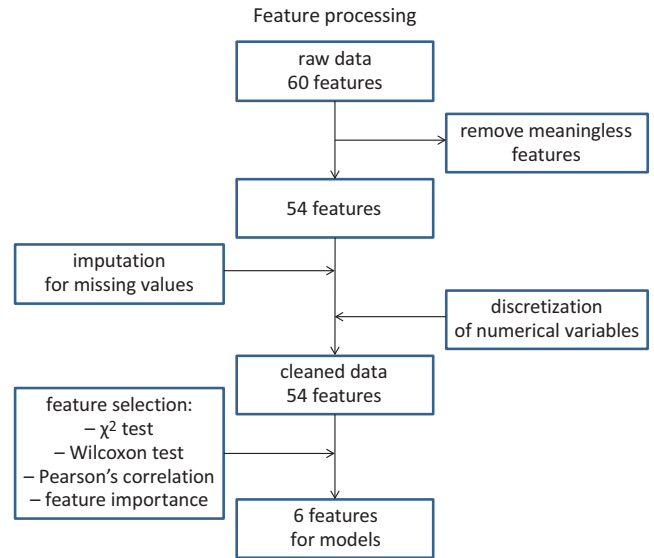 Feature processing
raw data
60 features
remove meaningless
features
54 features
imputation
for missing values
discretization
of numerical variables
cleaned data
54 features
feature selection:
– χ² test
– Wilcoxon test
– Pearson’s correlation
– feature importance
6 features
for models